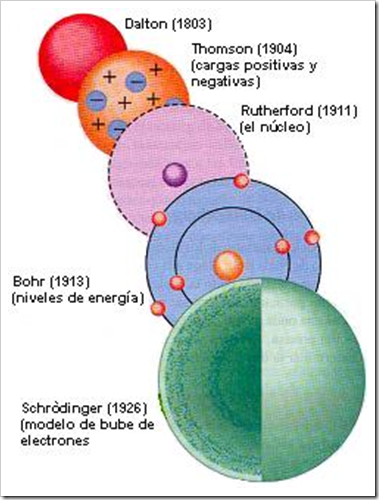 Dalton (1803)
Thomson (1904)
(cargas positivas y
negativas)
Rutherford (1911)
(el núcleo)
Bohr (1913)
(niveles de energía)
Schròdinger (1926)
(modelo de bube de
electrones